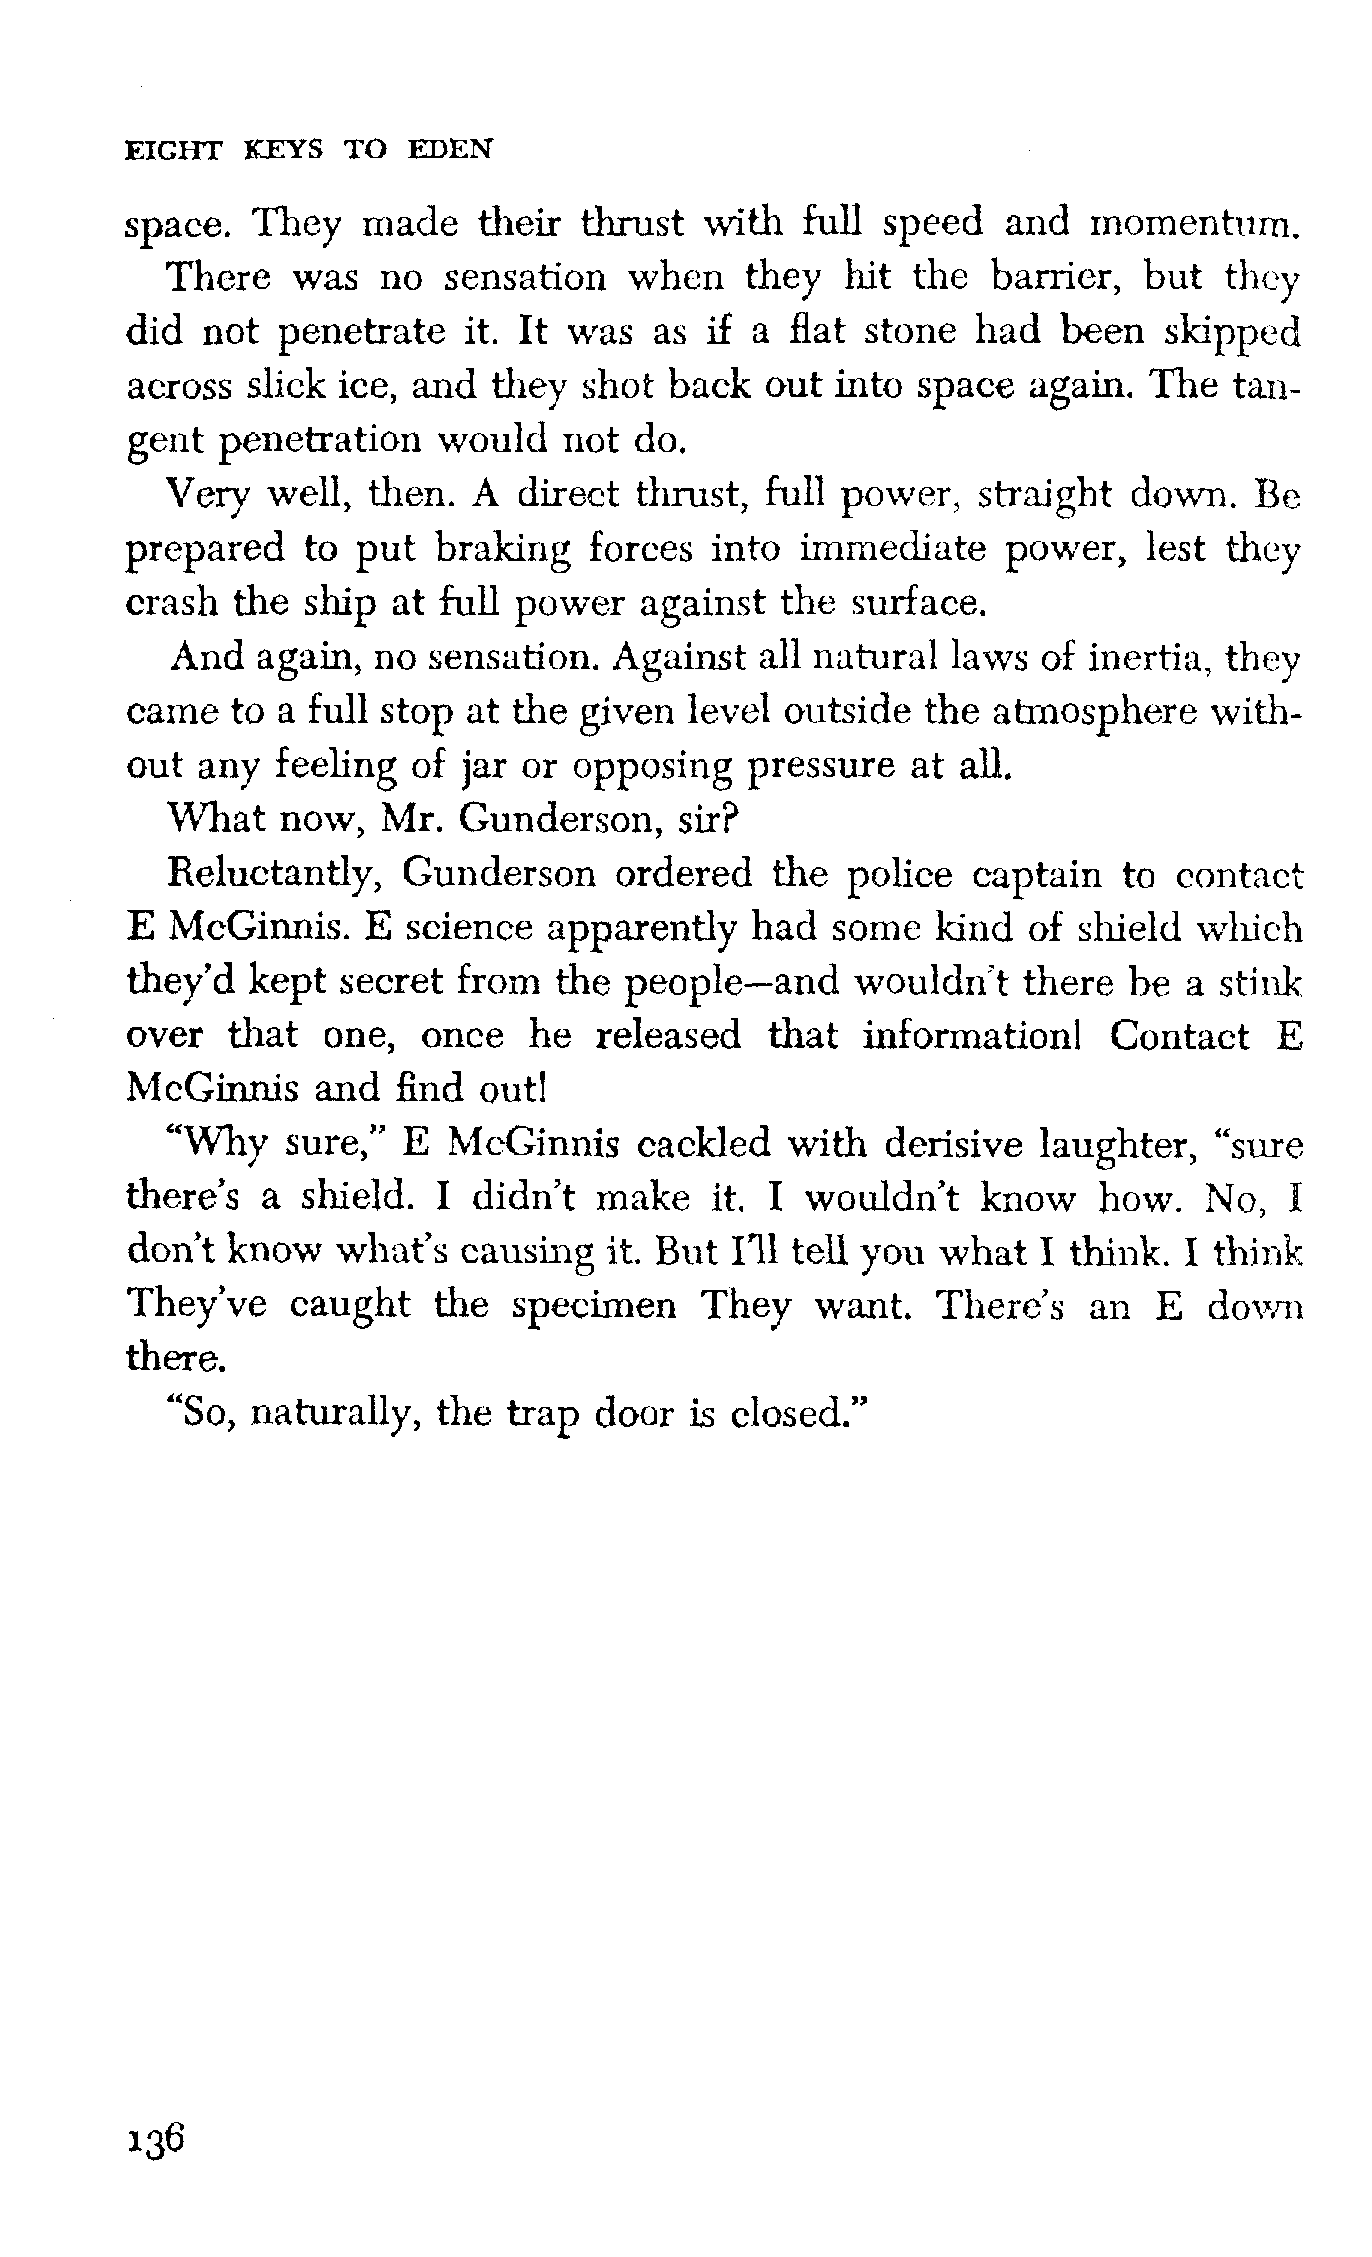 EIGHT KEYS TO EDEN
space. They made their thrust with full speed and momentum.
There was no sensation when they hit the barrier, but they
did not penetrate it. It was as if a flat stone had been skipped
across slick ice, and they shot back out into space again. The tan-
gent penetration would not do.
Very well, then. A direct thrust, full power, straight down. Be
prepared to put braking forces into immediate power, lest they
crash the ship at full power against the surface.
And again, no sensation. Against all natural laws of inertia, they
came to a full stop at the given level outside the atmosphere with-
out any feeling of jar or opposing pressure at all.
What now, Mr. Gunderson, sir?
Reluctantly, Gunderson ordered the police captain to contact
E McGinnis. E science apparently had some kind of shield which
they'd kept secret from the people—and wouldn't there be a stink
over that one, once he released that information! Contact E
McGinnis and find out!
“Why sure,” E McGinnis cackled with derisive laughter, “sure
there's a shield. I didn't make it. I wouldn't know how. No, I
don't know what's causing it. But I'll tell you what I think. I think
They've caught the specimen They want. There's an E down
there.
“So, naturally, the trap door is closed.”
136